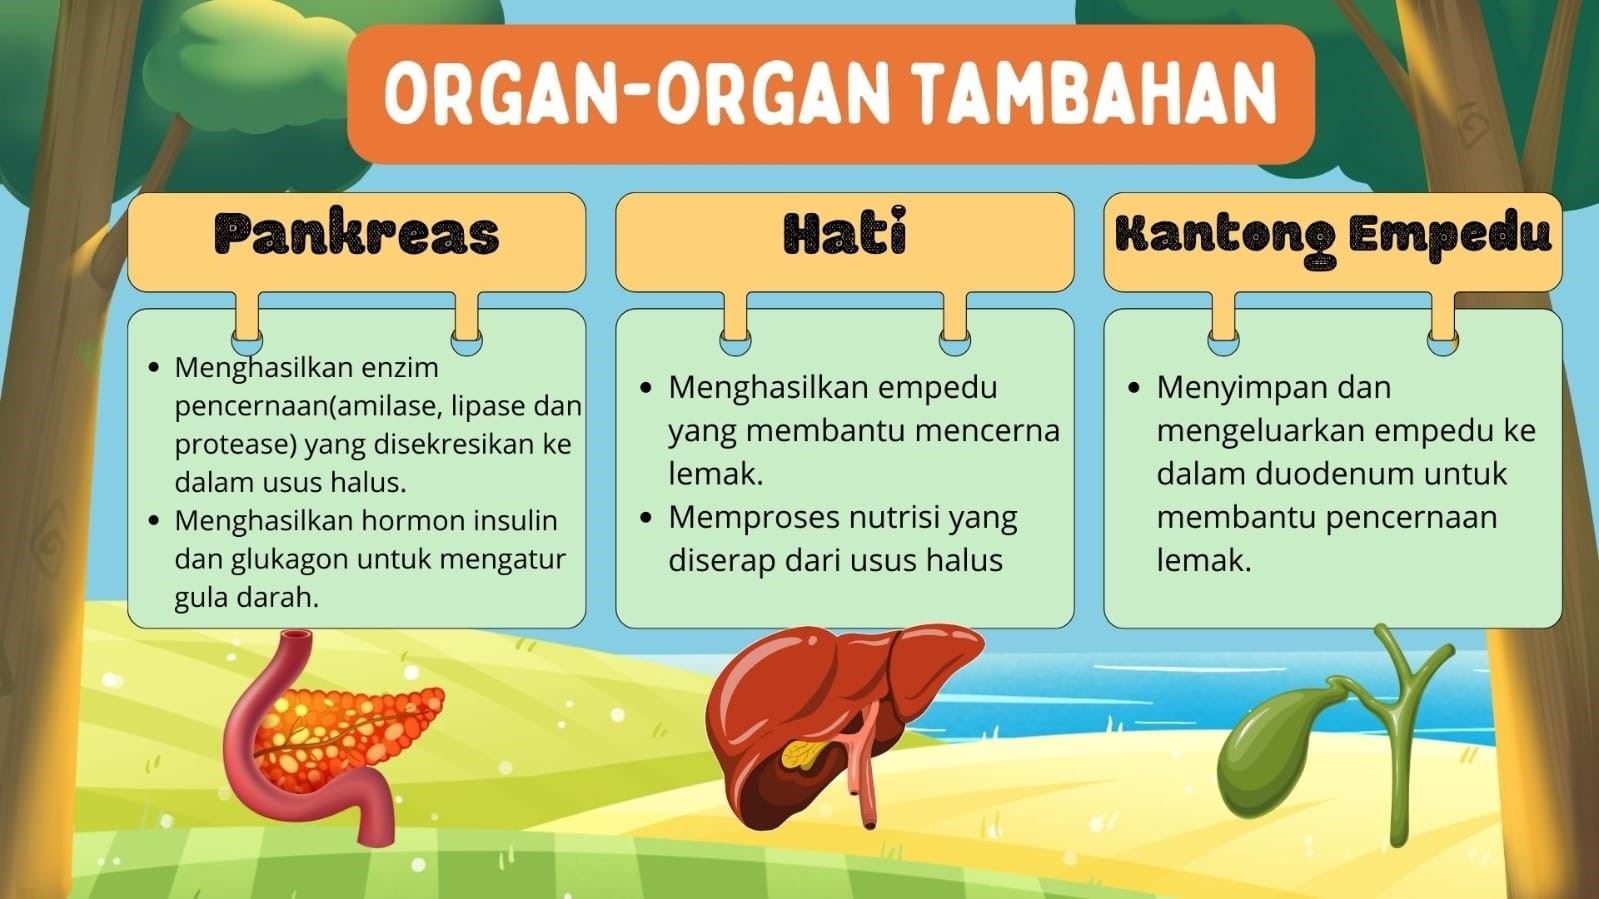 ORGAN-ORGAN TAMBAHAN
Pankreas
• Menghasilkan enzim
pencernaan(amilase, lipase dan
protease) yang disekresikan ke
dalam usus halus.
• Menghasilkan hormon insulin
dan glukagon untuk mengatur
gula darah.
Hati
• Menghasilkan empedu
yang membantu mencerna
lemak.
• Memproses nutrisi yang
diserap dari usus halus
Kantong Empedu
• Menyimpan dan
mengeluarkan empedu ke
dalam duodenum untuk
membantu pencernaan
lemak.